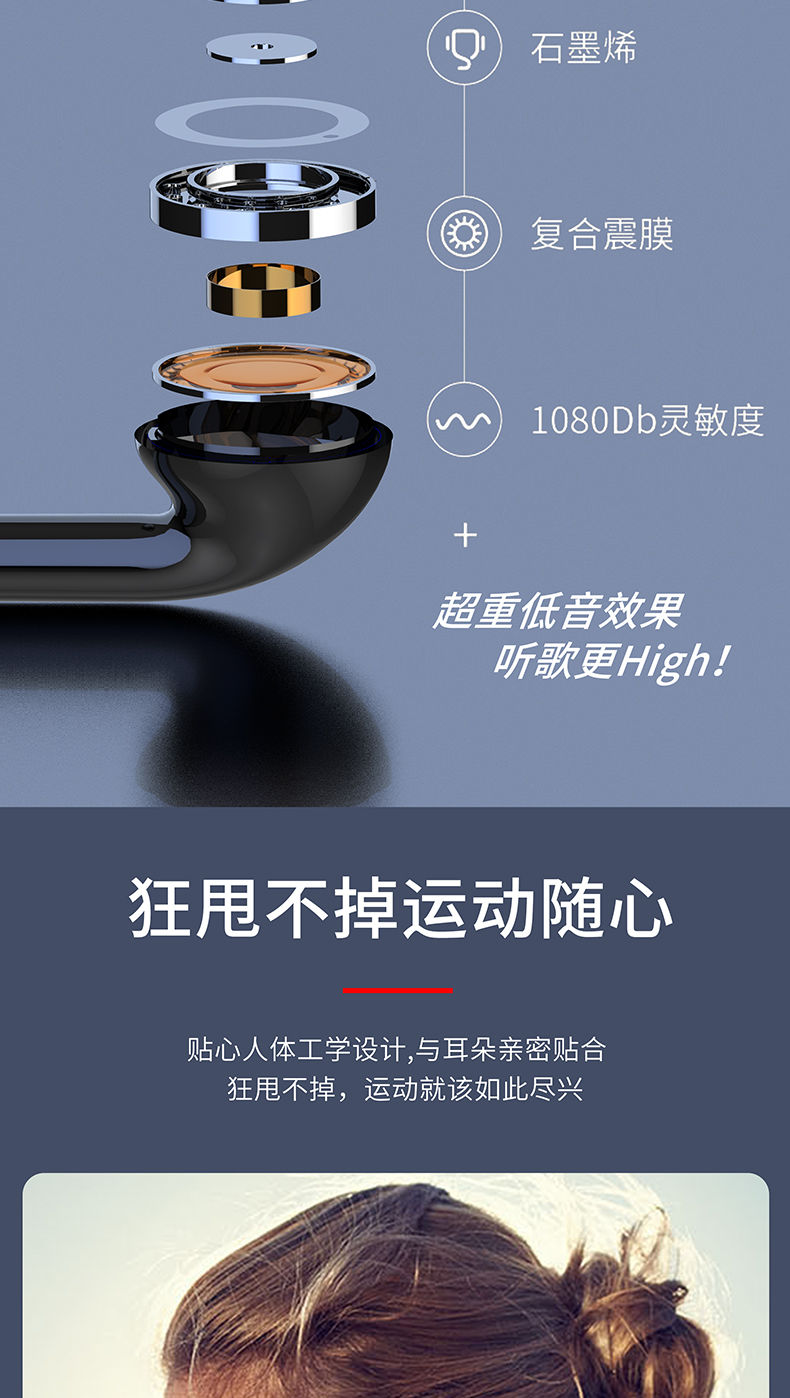 石墨烯
复合震膜
1080Db灵敏度
+
超重低音效果
听歌更High!
狂甩不掉运动随心
贴心人体工学设计,与耳朵亲密贴合
狂甩不掉，运动就该如此尽兴